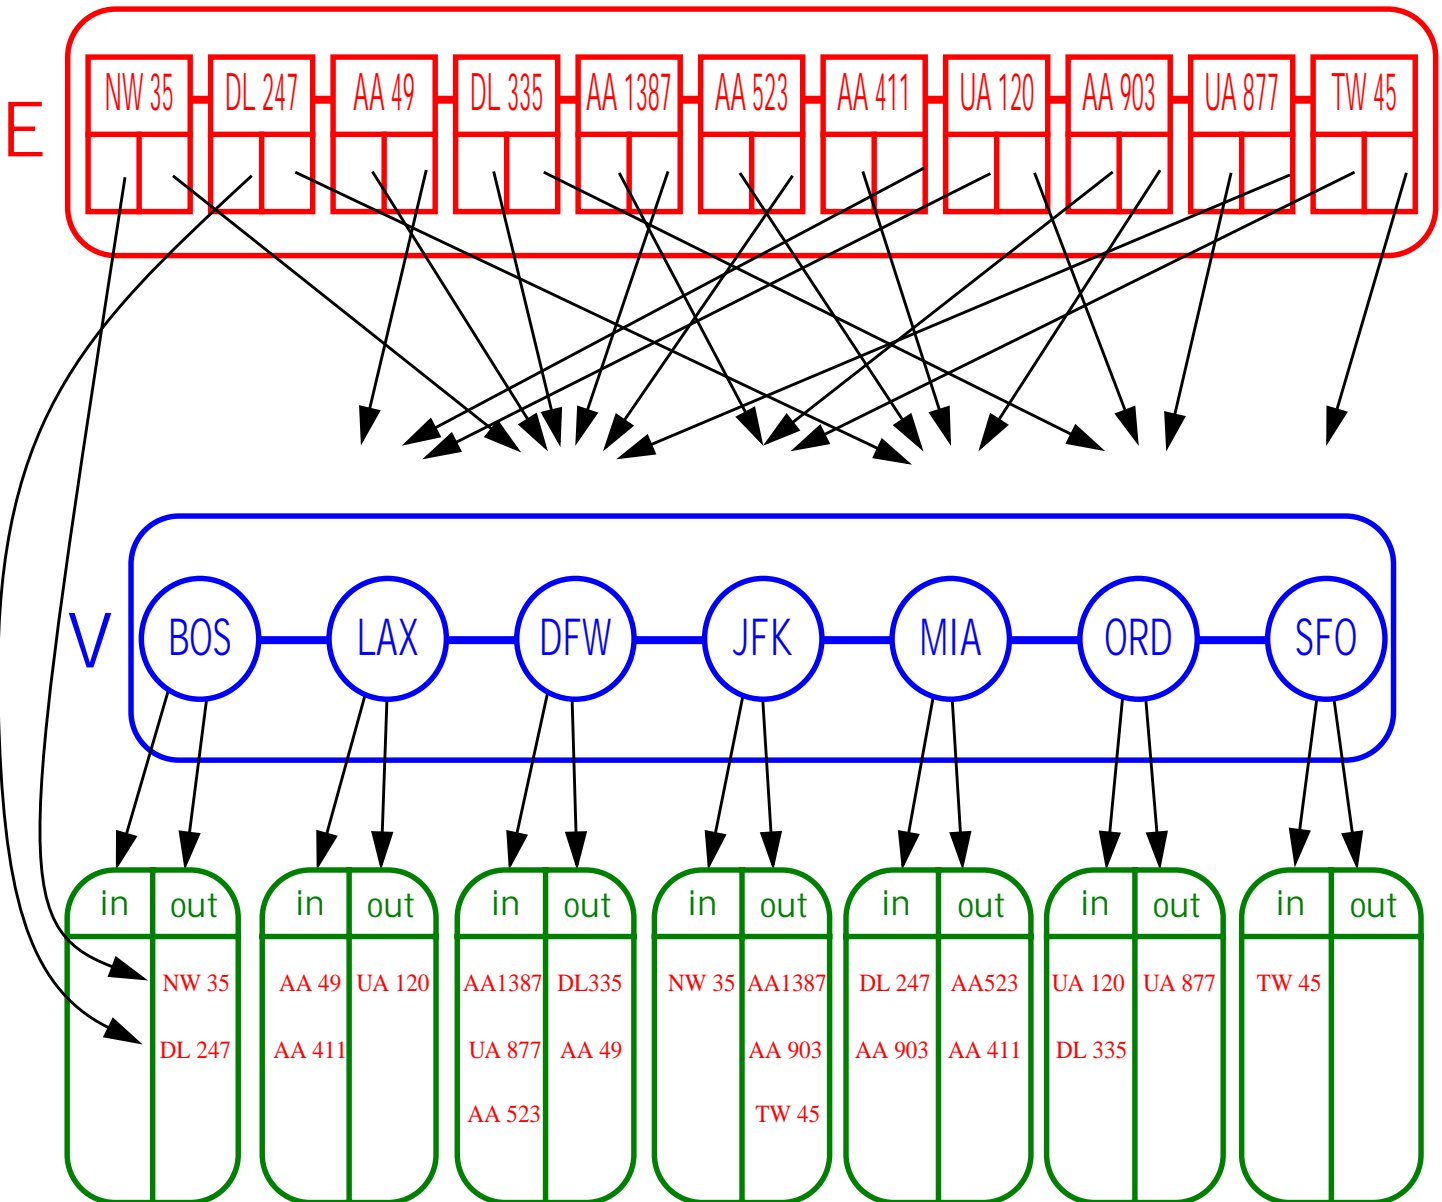 E
NW 35 DL 247 AA 49 DL 335 AA 1387 AA 523 AA 411 UA 120 AA 903 UA 877 TW 45
V
BOS LAX DFW JFK MIA ORD SFO
in out in out in out in out in out in out in out
NW 35 AA 49 UA 120 AA1387 DL335 NW 35 AA1387 DL 247 AA523 UA 120 UA 877 TW 45
DL 247 AA 411 UA 877 AA 49 AA 903 AA 903 AA 411 DL 335
AA 523 TW 45